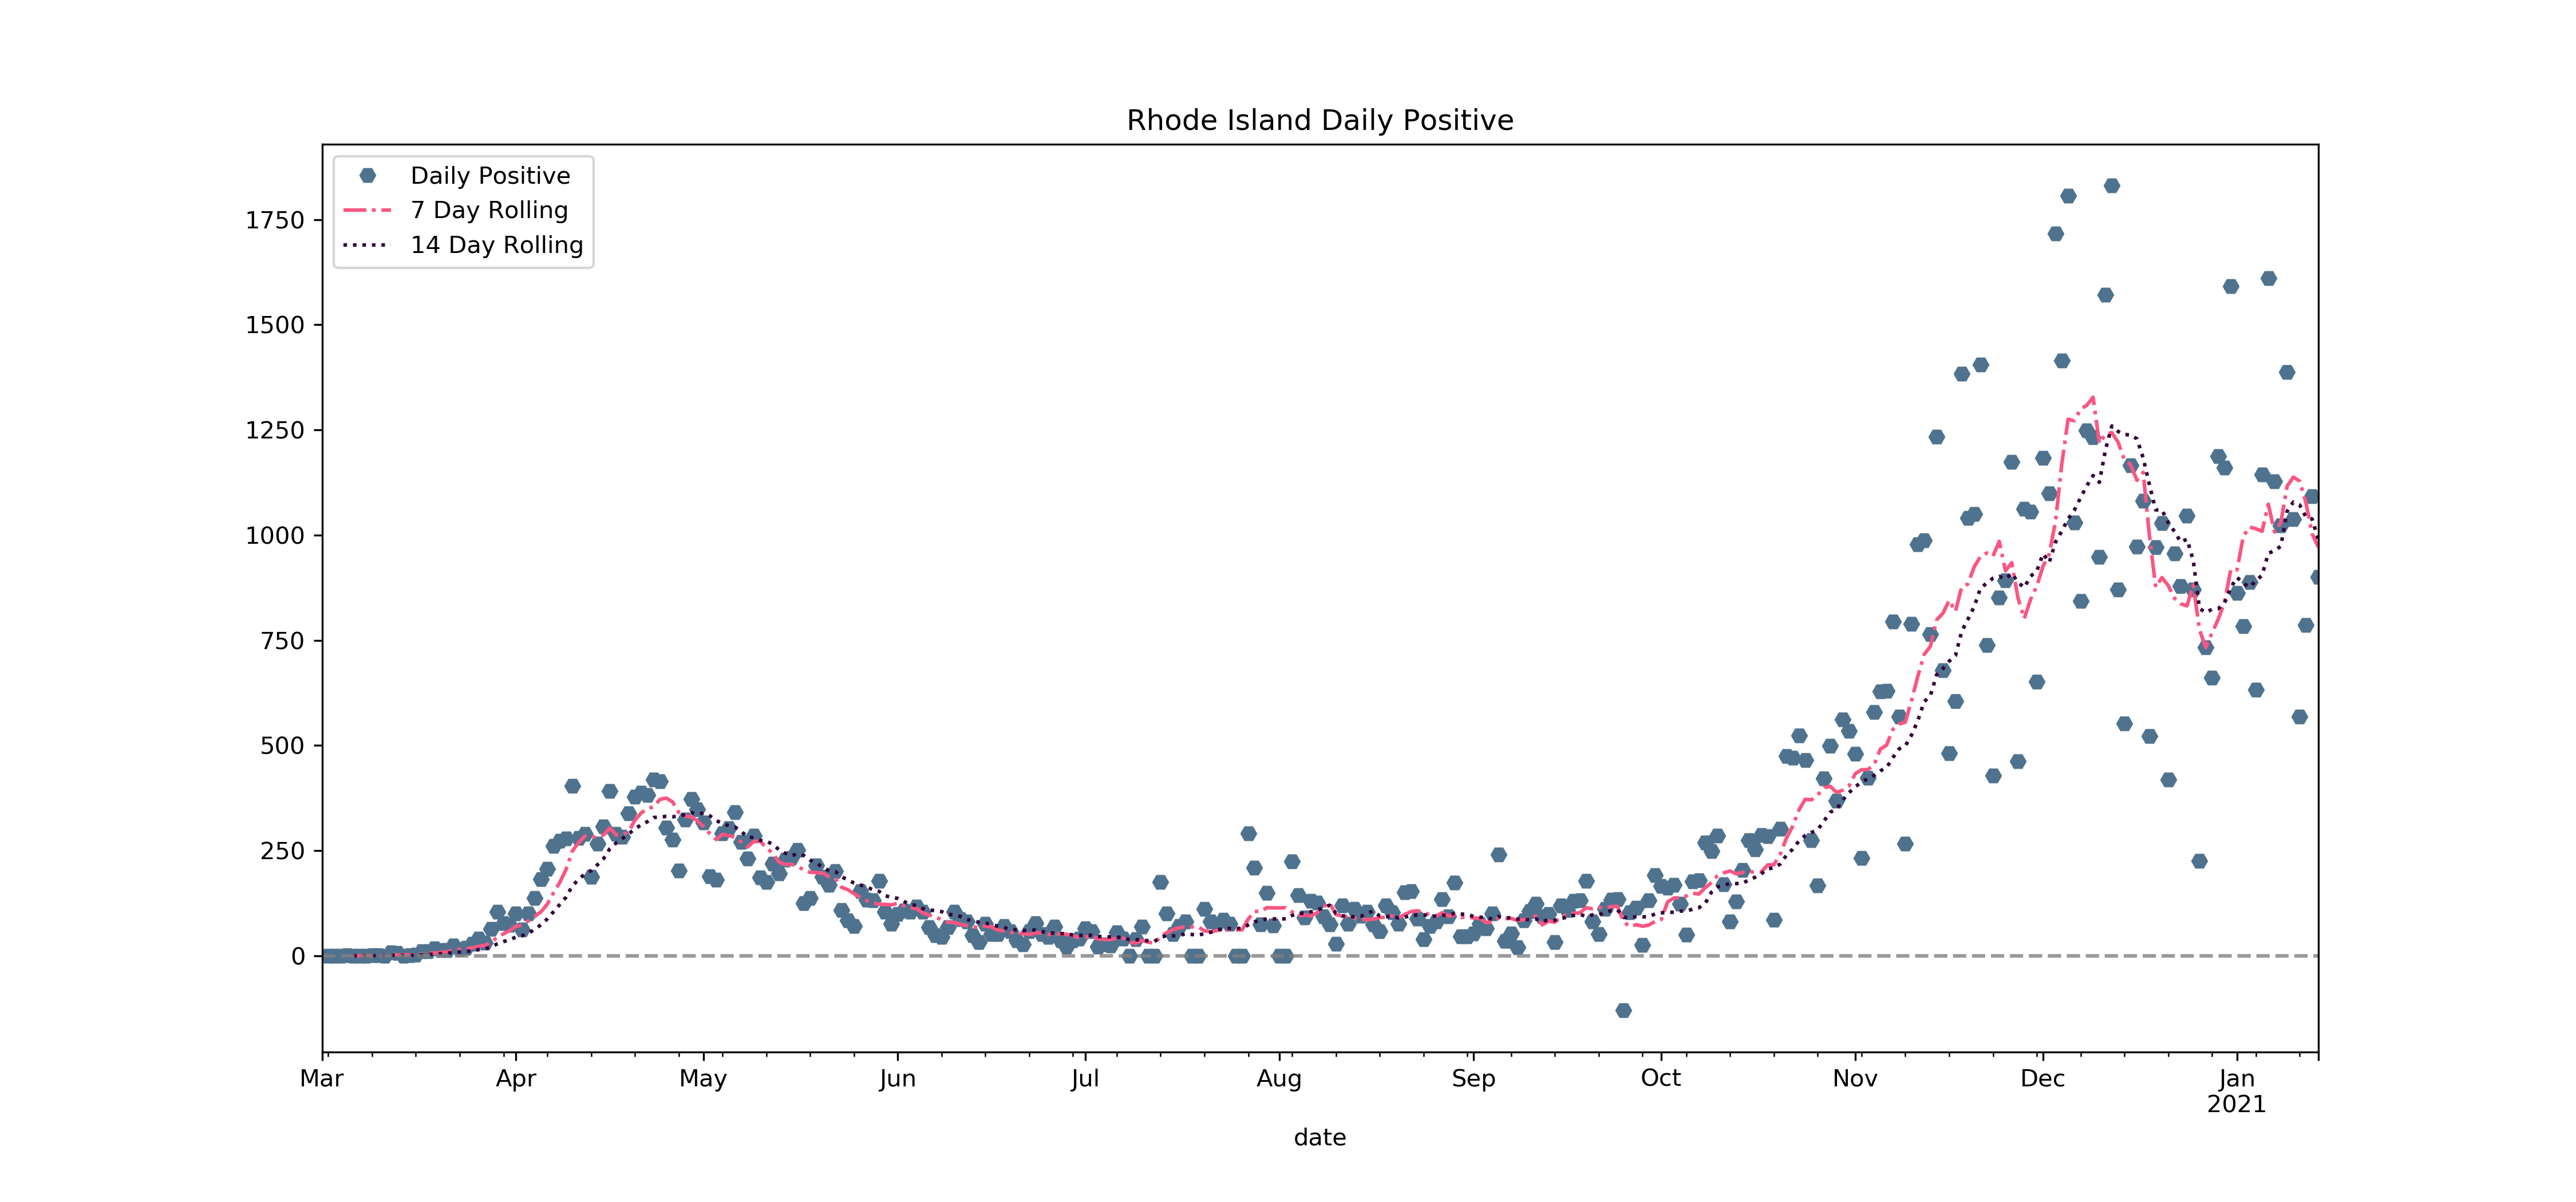 Rhode Island Daily Positive
Daily Positive
7 Day Rolling
14 Day Rolling
1750
1500
1250
1000
750
500
250
0
Mar Apr May Jun Jul Aug Sep Oct Nov Dec Jan
2021
date